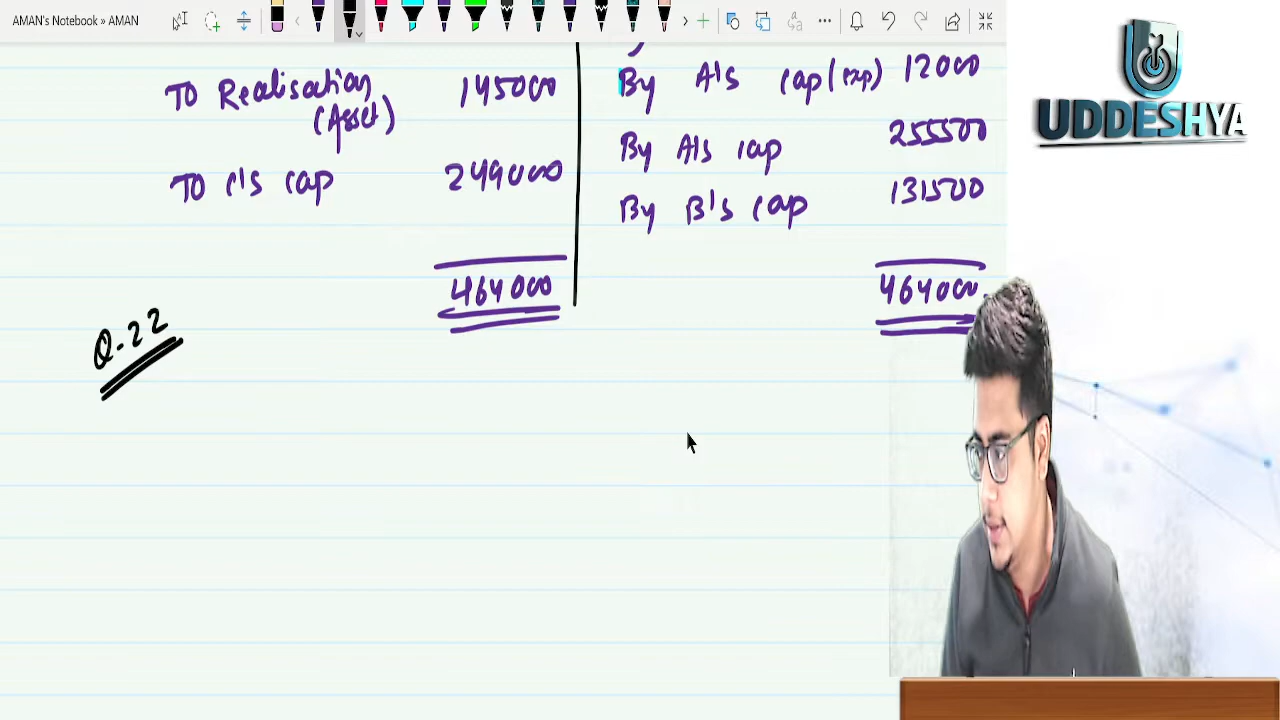 AMAN's Notebook » AMAN
UDDESHYA
To Realisation 145000
(Asset)
To C's cap 249000
464000
By A's cap (exp) 12000
By A's cap 255500
By B's cap 131500
464000
Q.22